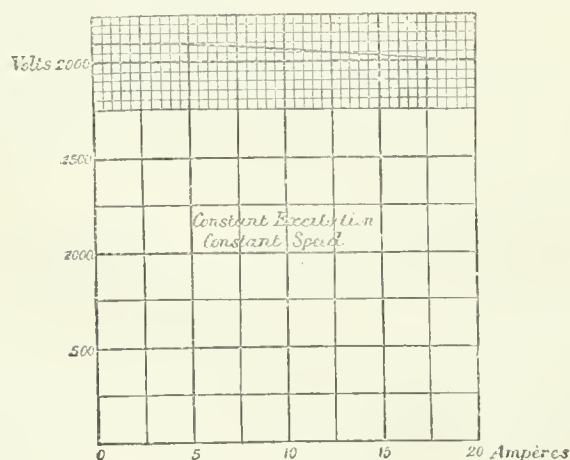 Volts 2000
1500
Constant Excitation
Constant Speed
1000
500
0 5 10 15 20 Ampères